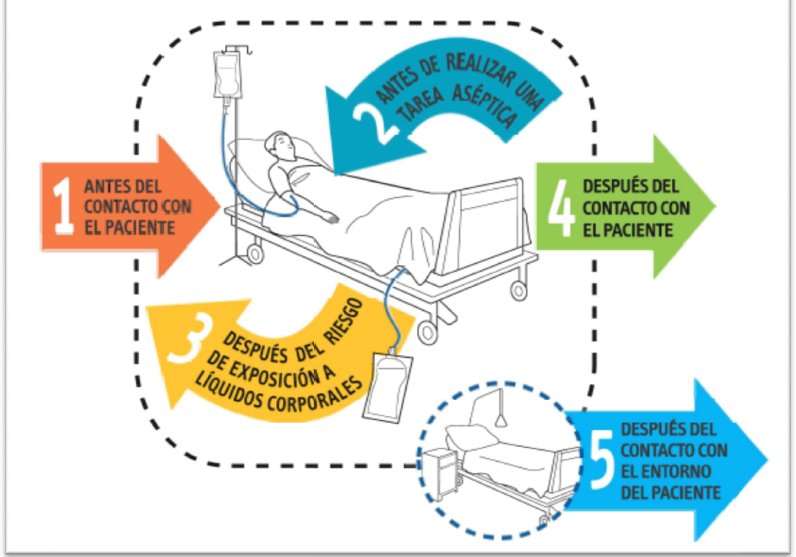 1
ANTES DEL
CONTACTO CON
EL PACIENTE
2
ANTES DE REALIZAR UNA
TAREA ASÉPTICA
3
DESPUÉS DEL RIESGO
DE EXPOSICIÓN A
LÍQUIDOS CORPORALES
4
DESPUÉS DEL
CONTACTO CON
EL PACIENTE
5
DESPUÉS DEL
CONTACTO CON
EL ENTORNO
DEL PACIENTE